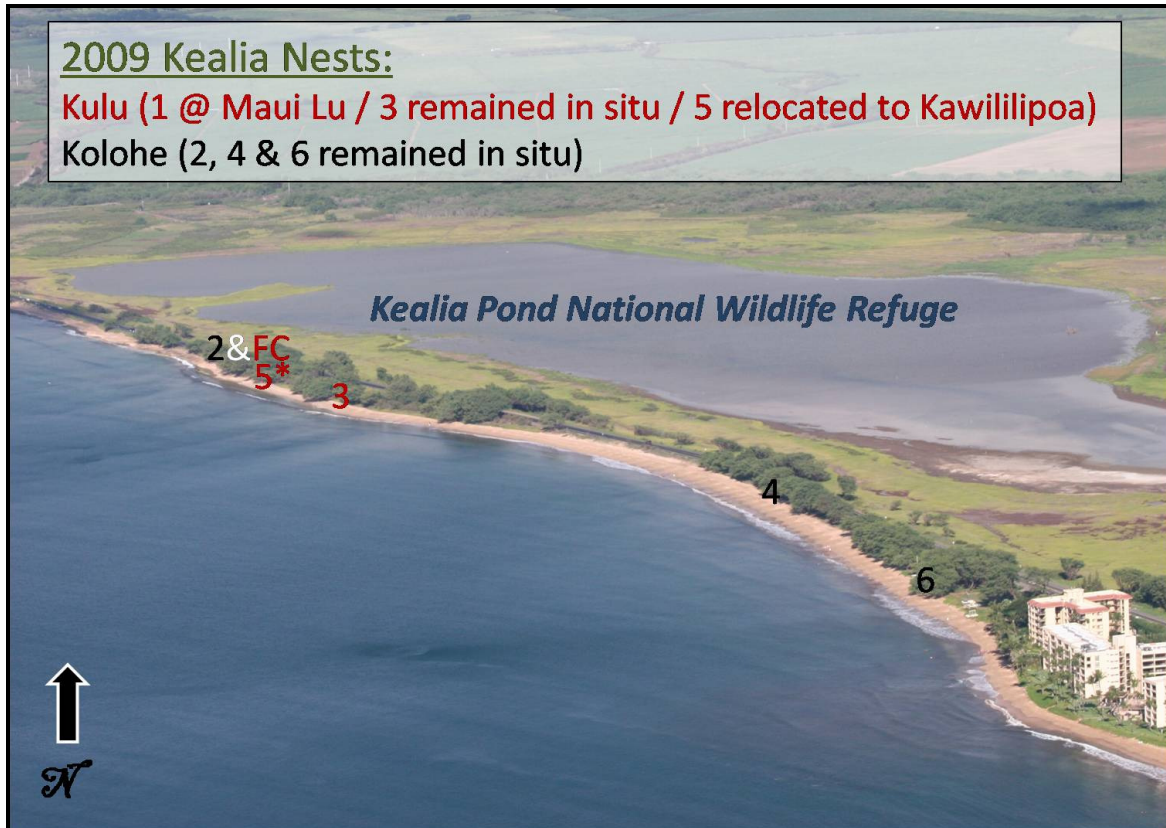 2009 Kealia Nests:
Kulu (1 @ Maui Lu / 3 remained in situ / 5 relocated to Kawililipoa)
Kolohe (2, 4 & 6 remained in situ)
Kealia Pond National Wildlife Refuge
2&FC
5*
3
4
6
N